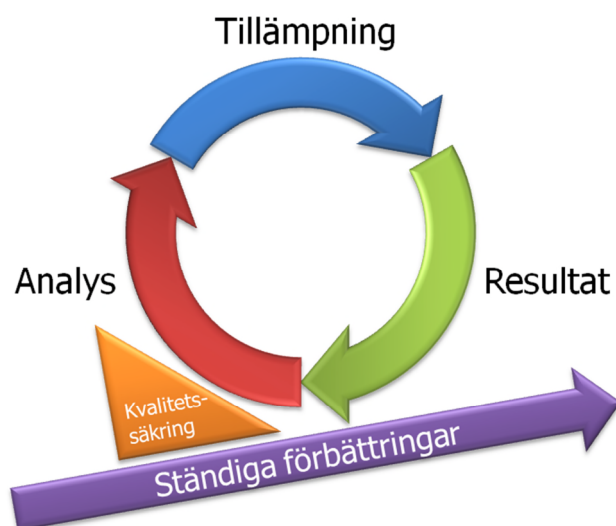 Tillämpning
Analys
Resultat
Kvalitets-
säkring
Ständiga förbättringar